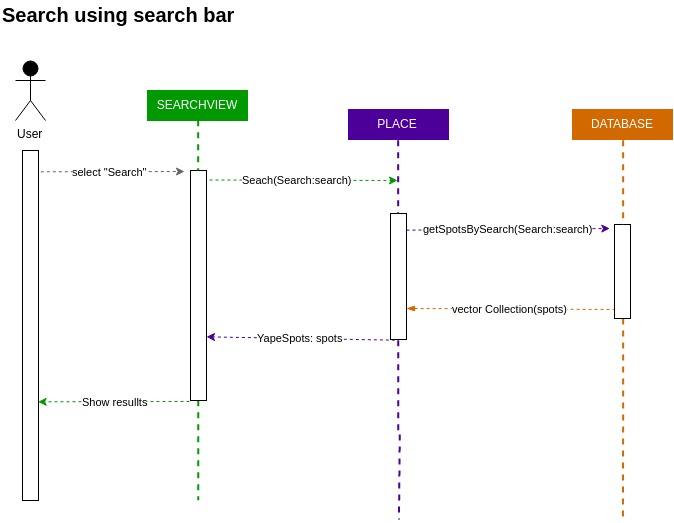 Search using search bar
User
SEARCHVIEW
PLACE
DATABASE
select "Search"
Seach(Search:search)
getSpotsBySearch(Search:search)
vector Collection(spots)
YapeSpots: spots
Show resullts